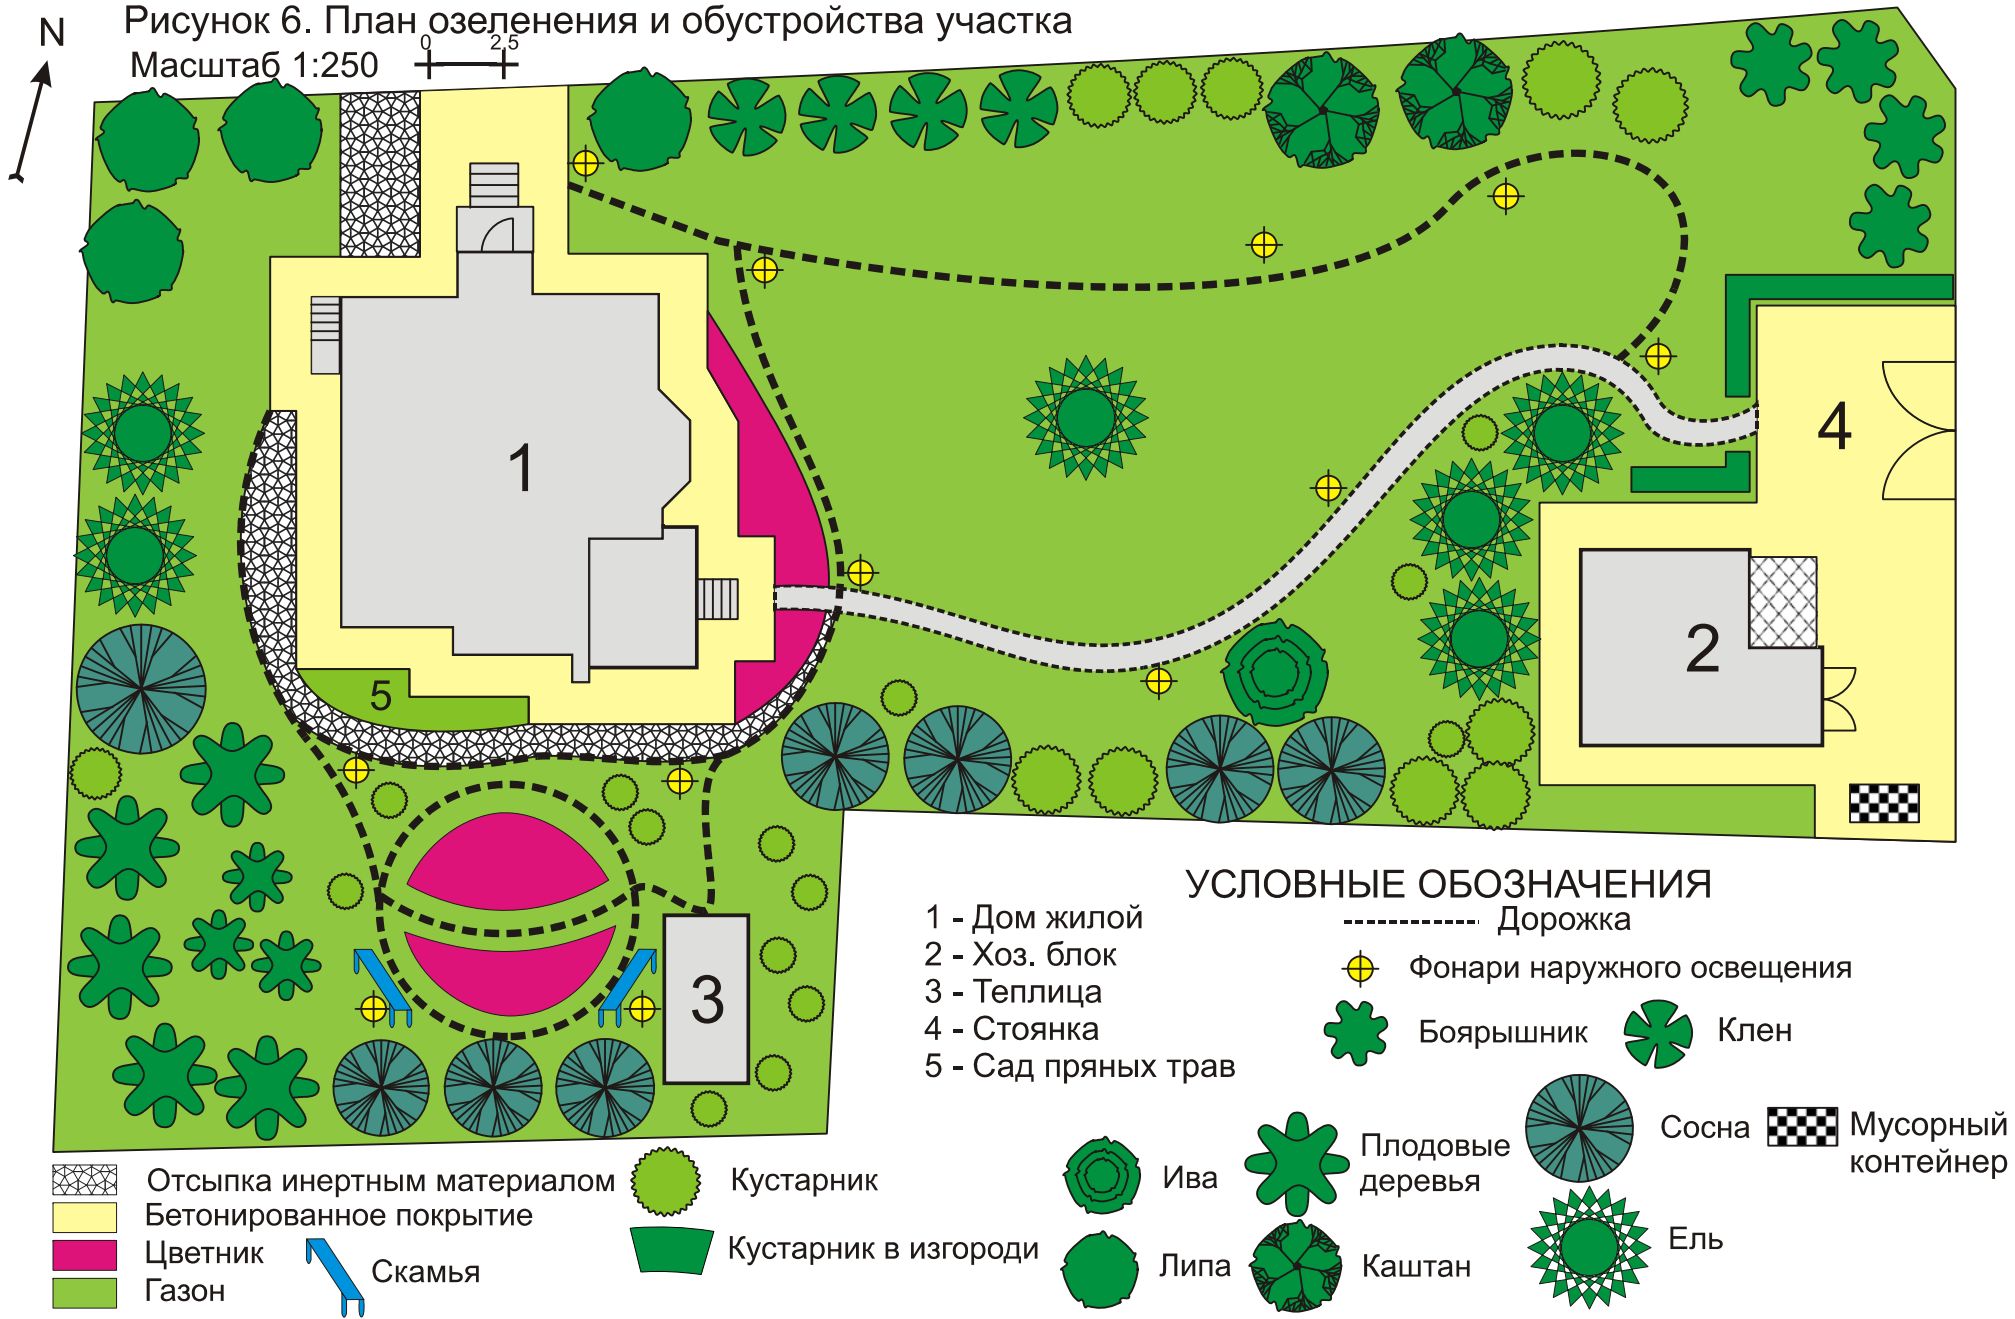 Рисунок 6. План озеленения и обустройства участка
N
Масштаб 1:250
0 2,5
1
4
2
5
3
УСЛОВНЫЕ ОБОЗНАЧЕНИЯ
1 - Дом жилой
2 - Хоз. блок
3 - Теплица
4 - Стоянка
5 - Сад пряных трав
Дорожка
Фонари наружного освещения
Боярышник
Клен
Отсыпка инертным материалом
Бетонированное покрытие
Цветник
Газон
Скамья
Кустарник
Кустарник в изгороди
Ива
Липа
Плодовые
деревья
Каштан
Сосна
Ель
Мусорный
контейнер